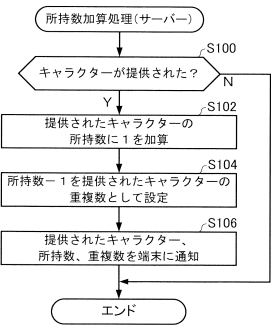 所持数加算処理(サーバー)
S100
キャラクターが提供された?
N
Y
S102
提供されたキャラクターの
所持数に1を加算
S104
所持数-1を提供されたキャラクターの
重複数として設定
S106
提供されたキャラクター、
所持数、重複数を端末に通知
エンド